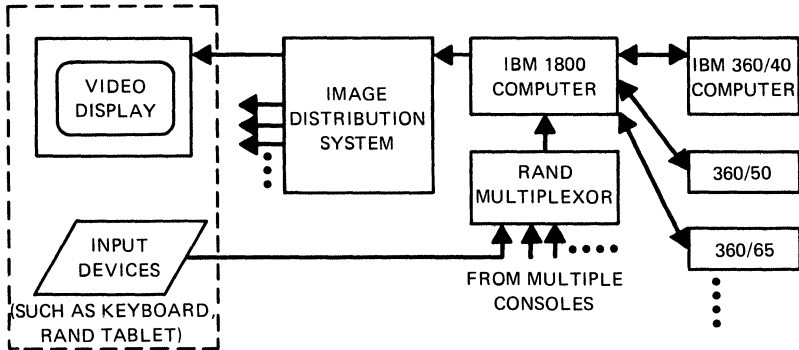 VIDEO
DISPLAY
IMAGE
DISTRIBUTION
SYSTEM
IBM 1800
COMPUTER
IBM 360/40
COMPUTER
RAND
MULTIPLEXOR
360/50
360/65
INPUT
DEVICES
(SUCH AS KEYBOARD,
RAND TABLET)
FROM MULTIPLE
CONSOLES